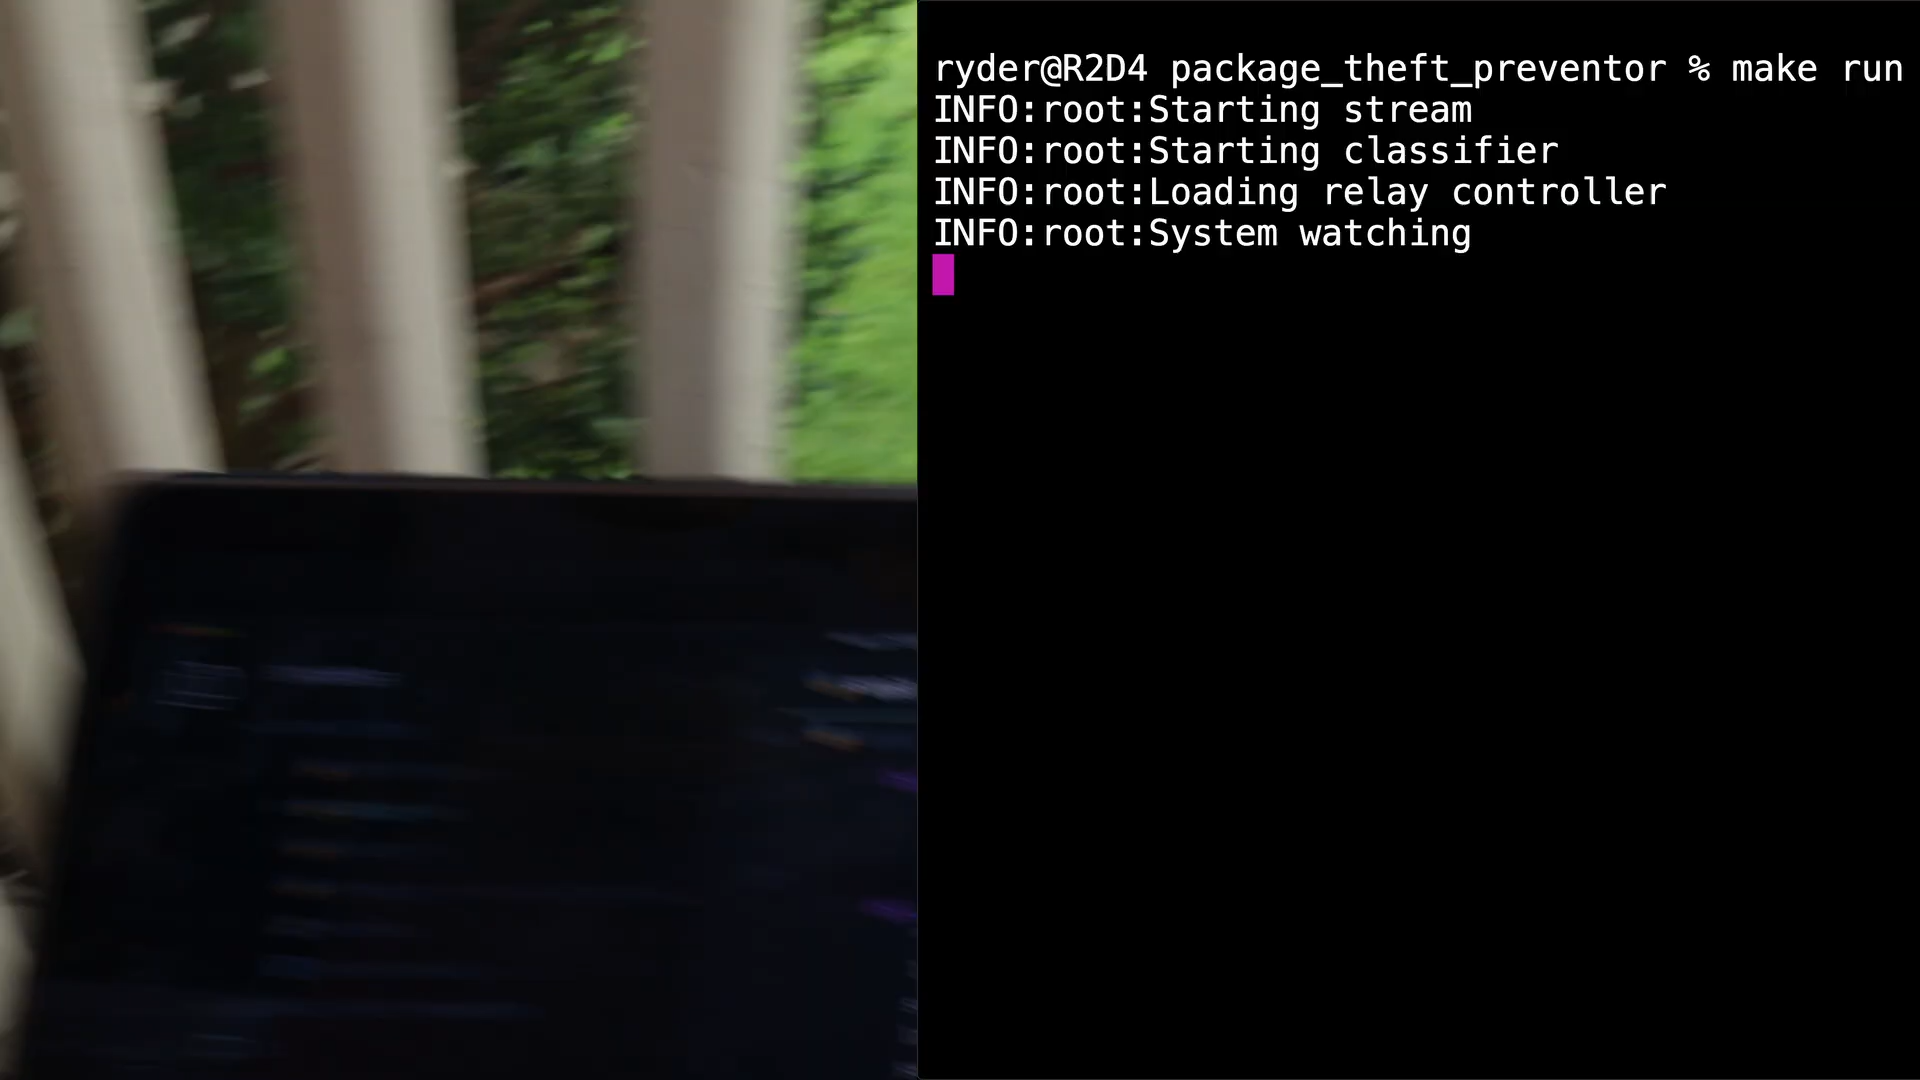 ryder@R2D4 package_theft_preventor % make run
INFO:root:Starting stream
INFO:root:Starting classifier
INFO:root:Loading relay controller
INFO:root:System watching